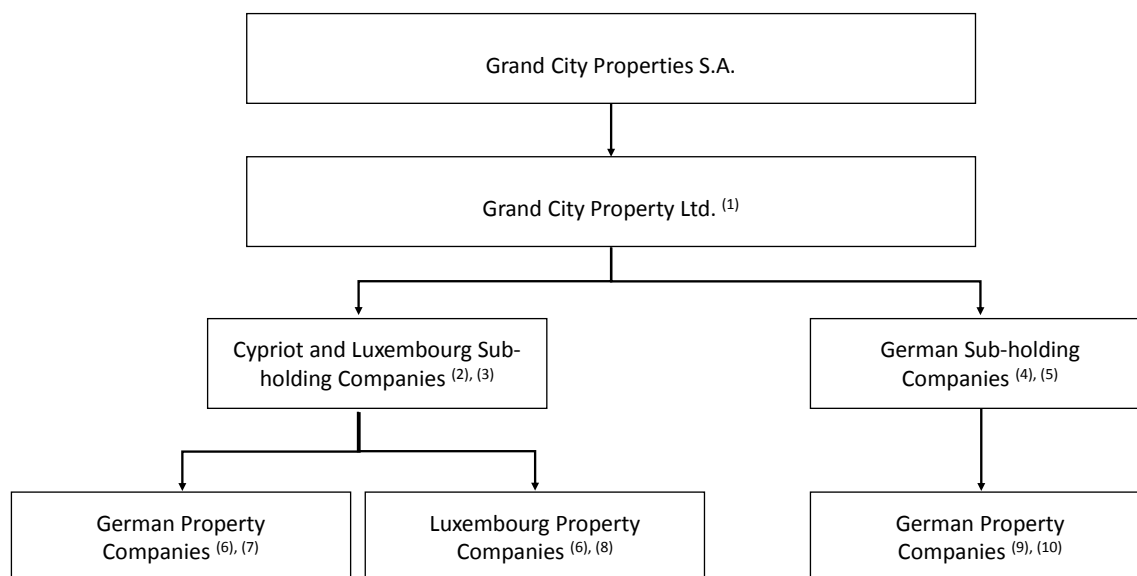 Grand City Properties S.A.
Grand City Property Ltd. (1)
Cypriot and Luxembourg Sub-
holding Companies (2), (3)
German Sub-holding
Companies (4), (5)
German Property
Companies (6), (7)
Luxembourg Property
Companies (6), (8)
German Property
Companies (9), (10)